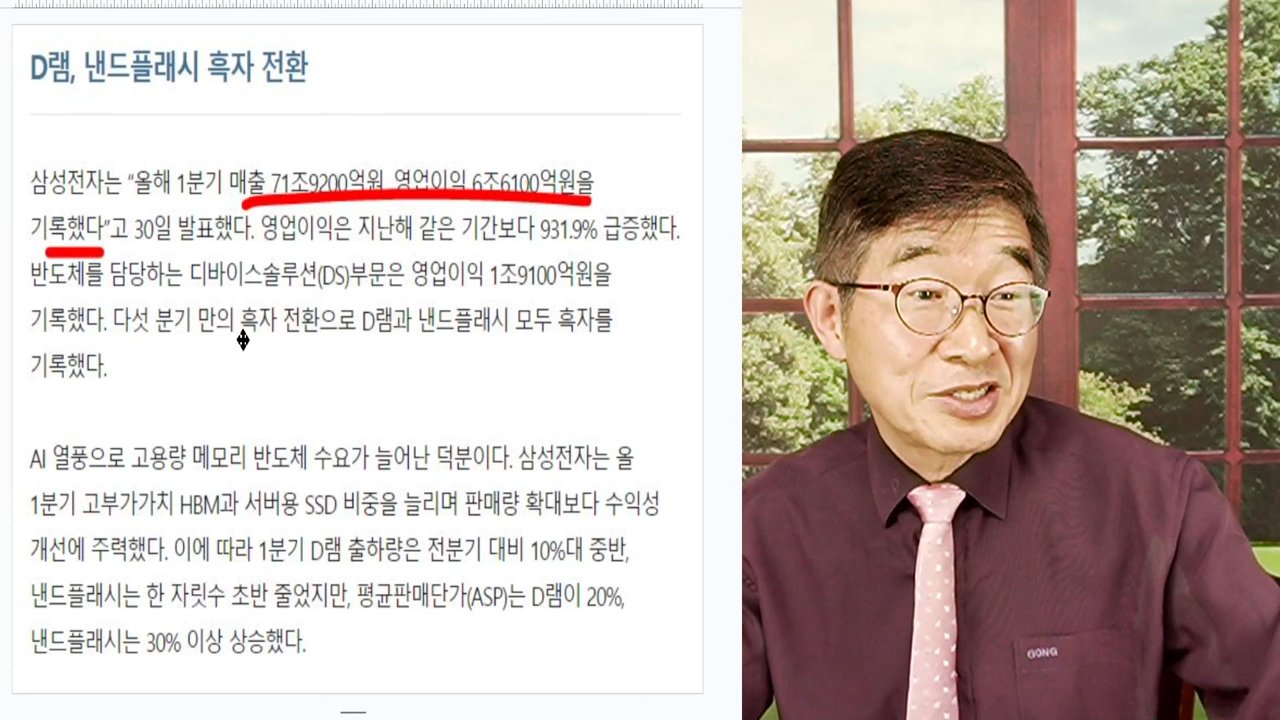 D램, 낸드플래시 흑자 전환
삼성전자는 “올해 1분기 매출 71조9200억원, 영업이익 6조6100억원을
기록했다”고 30일 발표했다. 영업이익은 지난해 같은 기간보다 931.9% 급증했다.
반도체를 담당하는 디바이스솔루션(DS)부문은 영업이익 1조9100억원을
기록했다. 다섯 분기 만의 흑자 전환으로 D램과 낸드플래시 모두 흑자를
기록했다.
AI 열풍으로 고용량 메모리 반도체 수요가 늘어난 덕분이다. 삼성전자는 올
1분기 고부가가치 HBM과 서버용 SSD 비중을 늘리며 판매량 확대보다 수익성
개선에 주력했다. 이에 따라 1분기 D램 출하량은 전분기 대비 10%대 중반,
낸드플래시는 한 자릿수 초반 줄었지만, 평균판매단가(ASP)는 D램이 20%,
낸드플래시는 30% 이상 상승했다.
GONG